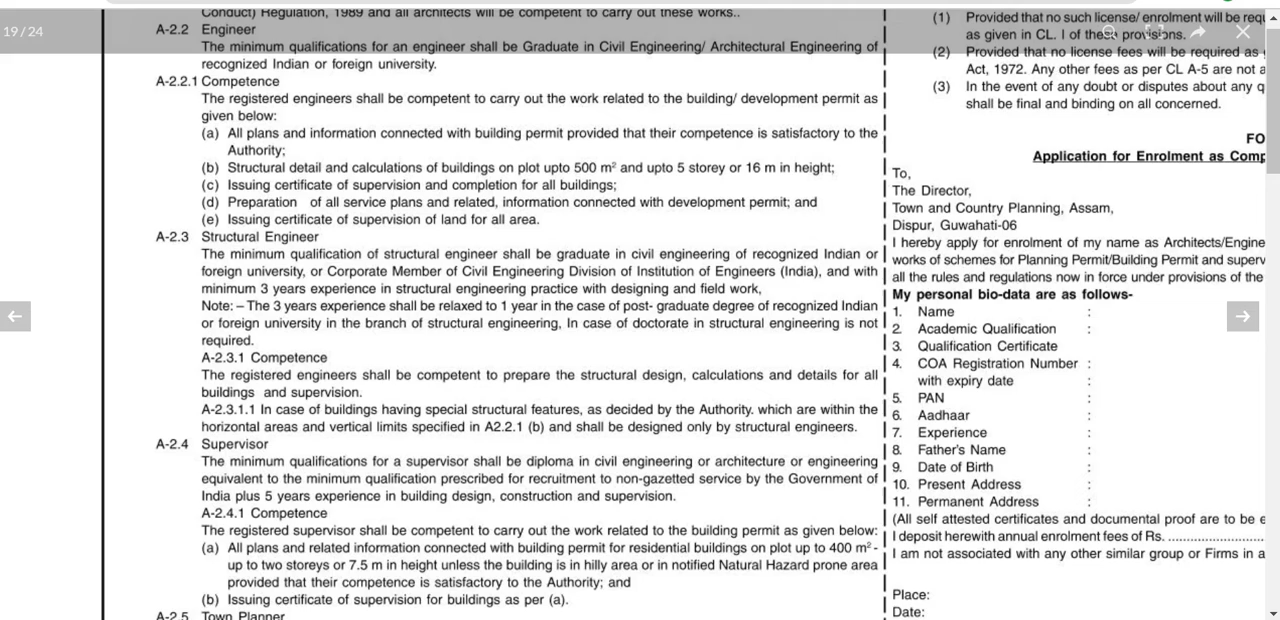 19 / 24
Conduct) Regulation, 1989 and all architects will be competent to carry out these works..
A-2.2 Engineer
The minimum qualifications for an engineer shall be Graduate in Civil Engineering/ Architectural Engineering of
recognized Indian or foreign university.
A-2.2.1 Competence
The registered engineers shall be competent to carry out the work related to the building/ development permit as
given below:
(a) All plans and information connected with building permit provided that their competence is satisfactory to the
Authority;
(b) Structural detail and calculations of buildings on plot upto 500 m² and upto 5 storey or 16 m in height;
(c) Issuing certificate of supervision and completion for all buildings;
(d) Preparation of all service plans and related, information connected with development permit; and
(e) Issuing certificate of supervision of land for all area.
A-2.3 Structural Engineer
The minimum qualification of structural engineer shall be graduate in civil engineering of recognized Indian or
foreign university, or Corporate Member of Civil Engineering Division of Institution of Engineers (India), and with
minimum 3 years experience in structural engineering practice with designing and field work,
Note: – The 3 years experience shall be relaxed to 1 year in the case of post- graduate degree of recognized Indian
or foreign university in the branch of structural engineering, In case of doctorate in structural engineering is not
required.
A-2.3.1 Competence
The registered engineers shall be competent to prepare the structural design, calculations and details for all
buildings and supervision.
A-2.3.1.1 In case of buildings having special structural features, as decided by the Authority. which are within the
horizontal areas and vertical limits specified in A2.2.1 (b) and shall be designed only by structural engineers.
A-2.4 Supervisor
The minimum qualifications for a supervisor shall be diploma in civil engineering or architecture or engineering
equivalent to the minimum qualification prescribed for recruitment to non-gazetted service by the Government of
India plus 5 years experience in building design, construction and supervision.
A-2.4.1 Competence
The registered supervisor shall be competent to carry out the work related to the building permit as given below:
(a) All plans and related information connected with building permit for residential buildings on plot up to 400 m² -
up to two storeys or 7.5 m in height unless the building is in hilly area or in notified Natural Hazard prone area
provided that their competence is satisfactory to the Authority; and
(b) Issuing certificate of supervision for buildings as per (a).
A-2.5 Town Planner
(1) Provided that no such license/ enrolment will be requ
as given in CL. I of these provisions.
(2) Provided that no license fees will be required as
Act, 1972. Any other fees as per CL A-5 are not a
(3) In the event of any doubt or disputes about any q
shall be final and binding on all concerned.
FO
Application for Enrolment as Comp
To,
The Director,
Town and Country Planning, Assam,
Dispur, Guwahati-06
I hereby apply for enrolment of my name as Architects/Engine
works of schemes for Planning Permit/Building Permit and superv
all the rules and regulations now in force under provisions of the
My personal bio-data are as follows-
1. Name :
2. Academic Qualification :
3. Qualification Certificate
4. COA Registration Number :
with expiry date :
5. PAN :
6. Aadhaar :
7. Experience :
8. Father's Name :
9. Date of Birth :
10. Present Address :
11. Permanent Address :
(All self attested certificates and documental proof are to be e
I deposit herewith annual enrolment fees of Rs. ........................
I am not associated with any other similar group or Firms in a
Place:
Date: